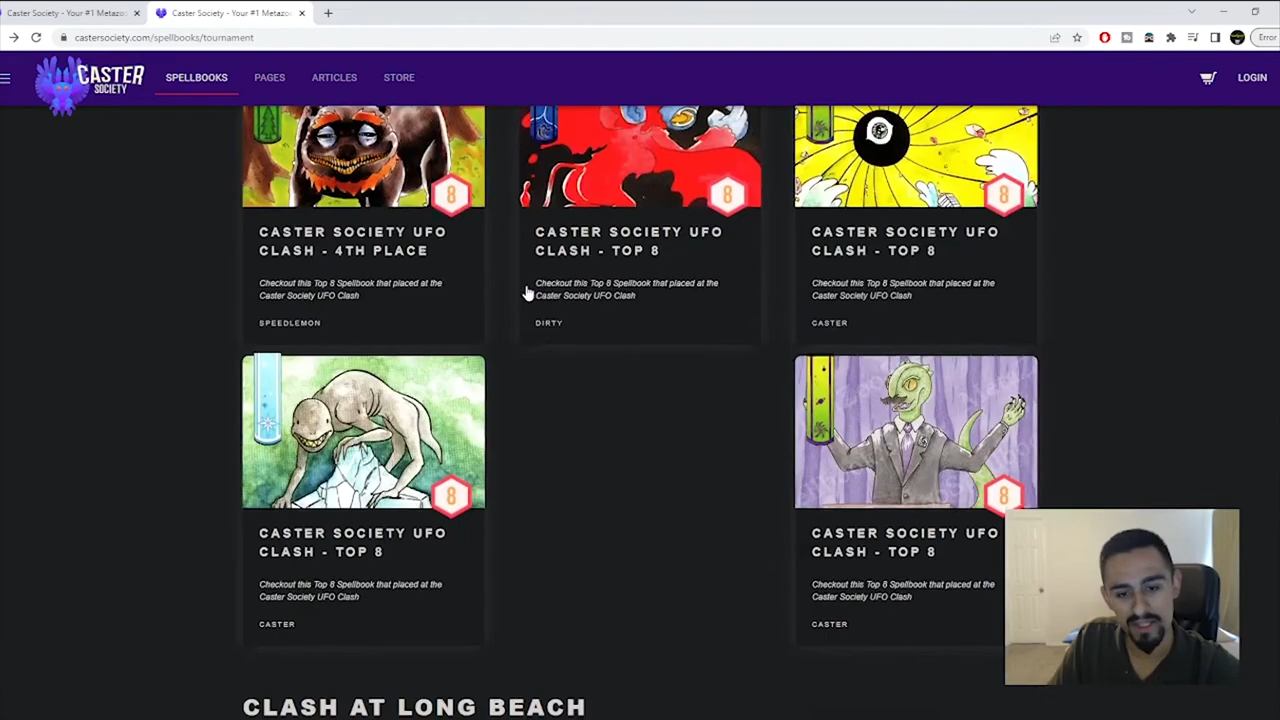 Caster Society - Your #1 Metazo
Caster Society - Your #1 Metazo
castersociety.com/spellbooks/tournament
Error
CASTER
SOCIETY
SPELLBOOKS
PAGES
ARTICLES
STORE
LOGIN
8
8
8
CASTER SOCIETY UFO
CLASH - 4TH PLACE
Checkout this Top 8 Spellbook that placed at the
Caster Society UFO Clash
SPEEDLEMON
CASTER SOCIETY UFO
CLASH - TOP 8
Checkout this Top 8 Spellbook that placed at the
Caster Society UFO Clash
DIRTY
CASTER SOCIETY UFO
CLASH - TOP 8
Checkout this Top 8 Spellbook that placed at the
Caster Society UFO Clash
CASTER
8
8
CASTER SOCIETY UFO
CLASH - TOP 8
Checkout this Top 8 Spellbook that placed at the
Caster Society UFO Clash
CASTER
CASTER SOCIETY UFO
CLASH - TOP 8
Checkout this Top 8 Spellbook that placed at the
Caster Society UFO Clash
CASTER
CLASH AT LONG BEACH